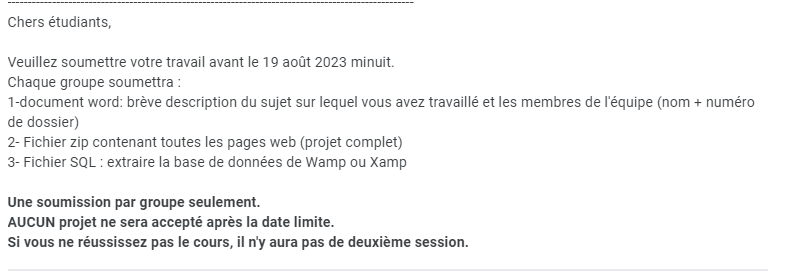 Chers étudiants,
Veuillez soumettre votre travail avant le 19 août 2023 minuit.
Chaque groupe soumettra :
1-document word: brève description du sujet sur lequel vous avez travaillé et les membres de l'équipe (nom + numéro
de dossier)
2- Fichier zip contenant toutes les pages web (projet complet)
3- Fichier SQL : extraire la base de données de Wamp ou Xamp
Une soumission par groupe seulement.
AUCUN projet ne sera accepté après la date limite.
Si vous ne réussissez pas le cours, il n'y aura pas de deuxième session.